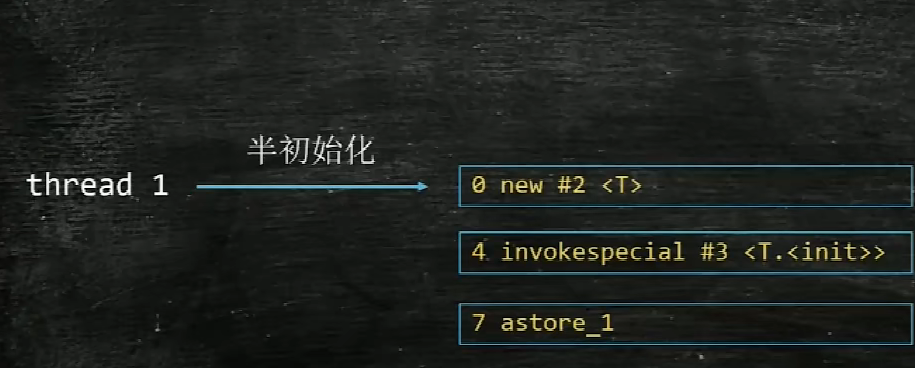 半初始化
thread 1
0 new #2 <T>
4 invokespecial #3 <T.<init>>
7 astore_1